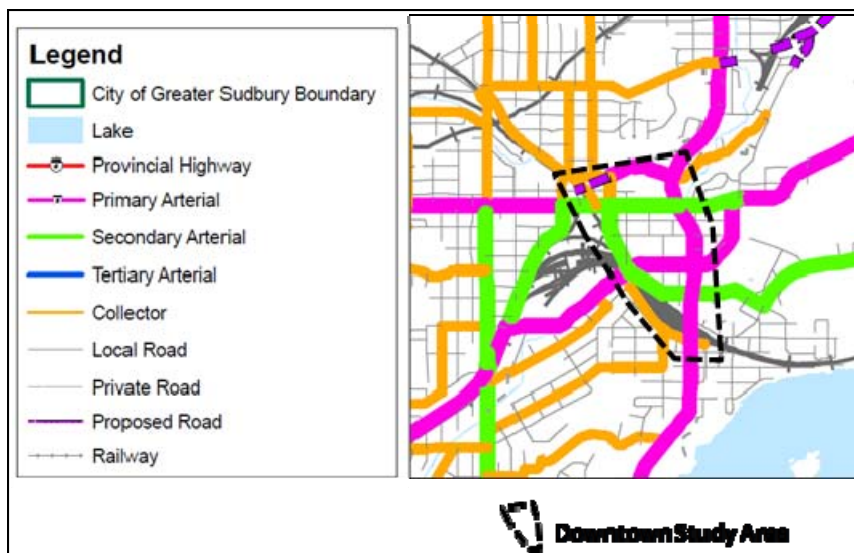 Legend
City of Greater Sudbury Boundary
Lake
Provincial Highway
Primary Arterial
Secondary Arterial
Tertiary Arterial
Collector
Local Road
Private Road
Proposed Road
Railway
Downtown Study Area